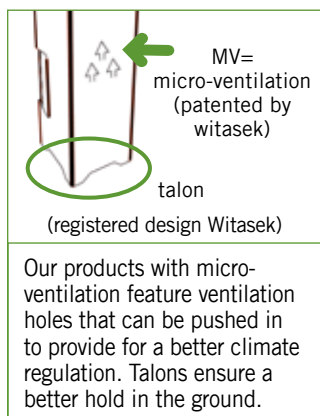 MV=
micro-ventilation
(patented by
witasek)
talon
(registered design Witasek)
Our products with micro-
ventilation feature ventilation
holes that can be pushed in
to provide for a better climate
regulation. Talons ensure a
better hold in the ground.